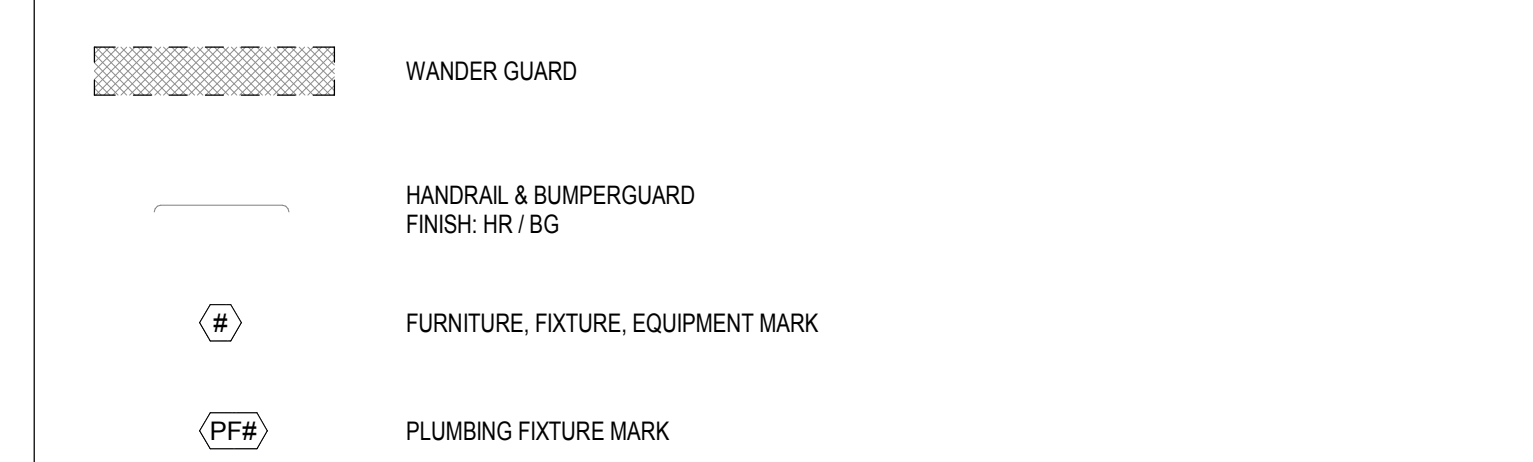 WANDER GUARD
HANDRAIL & BUMPERGUARD
FINISH: HR / BG
# FURNITURE, FIXTURE, EQUIPMENT MARK
PF# PLUMBING FIXTURE MARK